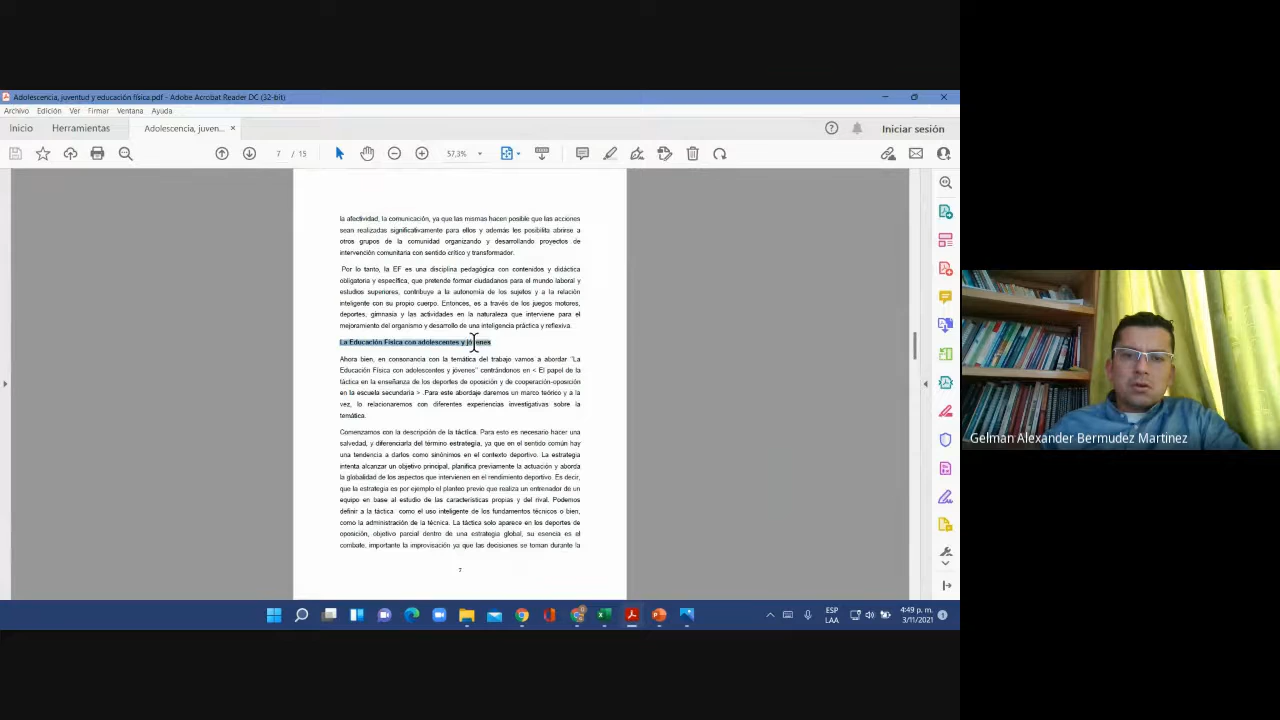 Adolescencia, juventud y educación física.pdf - Adobe Acrobat Reader DC (32-bit)
Archivo Edición Ver Firmar Ventana Ayuda
Inicio Herramientas Adolescencia, juven... × Iniciar sesión
7 / 15 57,3%
la afectividad, la comunicación, ya que las mismas hacen posible que las acciones
sean realizadas significativamente para ellos y además les posibilita abrirse a
otros grupos de la comunidad organizando y desarrollando proyectos de
intervención comunitaria con sentido crítico y transformador.
Por lo tanto, la EF es una disciplina pedagógica con contenidos y didáctica
obligatoria y específica, que pretende formar ciudadanos para el mundo laboral y
estudios superiores, contribuye a la autonomía de los sujetos y a la relación
inteligente con su propio cuerpo. Entonces, es a través de los juegos motores,
deportes, gimnasia y las actividades en la naturaleza que interviene para el
mejoramiento del organismo y desarrollo de una inteligencia práctica y reflexiva.
La Educación Física con adolescentes y jóvenes
Ahora bien, en consonancia con la temática del trabajo vamos a abordar "La
Educación Física con adolescentes y jóvenes" centrándonos en < El papel de la
táctica en la enseñanza de los deportes de oposición y de cooperación-oposición
en la escuela secundaria > .Para este abordaje daremos un marco teórico y a la
vez, lo relacionaremos con diferentes experiencias investigativas sobre la
temática.
Comenzamos con la descripción de la táctica. Para esto es necesario hacer una
salvedad, y diferenciarla del término estrategia, ya que en el sentido común hay
una tendencia a darlas como sinónimos en el contexto deportivo. La estrategia
intenta alcanzar un objetivo principal, planifica previamente la actuación y aborda
la globalidad de los aspectos que intervienen en el rendimiento deportivo. Es decir,
que la estrategia es por ejemplo el planteo previo que realiza un entrenador de un
equipo en base al estudio de las características propias y del rival. Podemos
definir a la táctica como el uso inteligente de los fundamentos técnicos o bien,
como la administración de la técnica. La táctica solo aparece en los deportes de
oposición, objetivo parcial dentro de una estrategia global, su esencia es el
combate, importante la improvisación ya que las decisiones se toman durante la
7
Gelman Alexander Bermudez Martinez
ESP
LAA
4:49 p. m.
3/11/2021